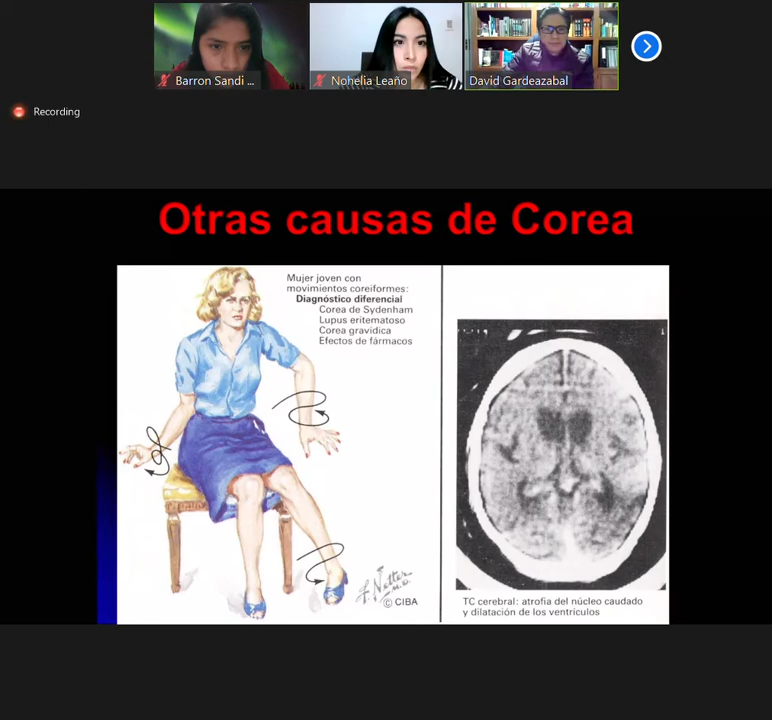 Barron Sandi ...
Nohelia Leaño
David Gardeazabal
Recording
Otras causas de Corea
Mujer joven con
movimientos coreiformes:
Diagnóstico diferencial
Corea de Sydenham
Lupus eritematoso
Corea gravídica
Efectos de fármacos
F. Netter
M.D.
© CIBA
TC cerebral: atrofia del núcleo caudado
y dilatación de los ventrículos